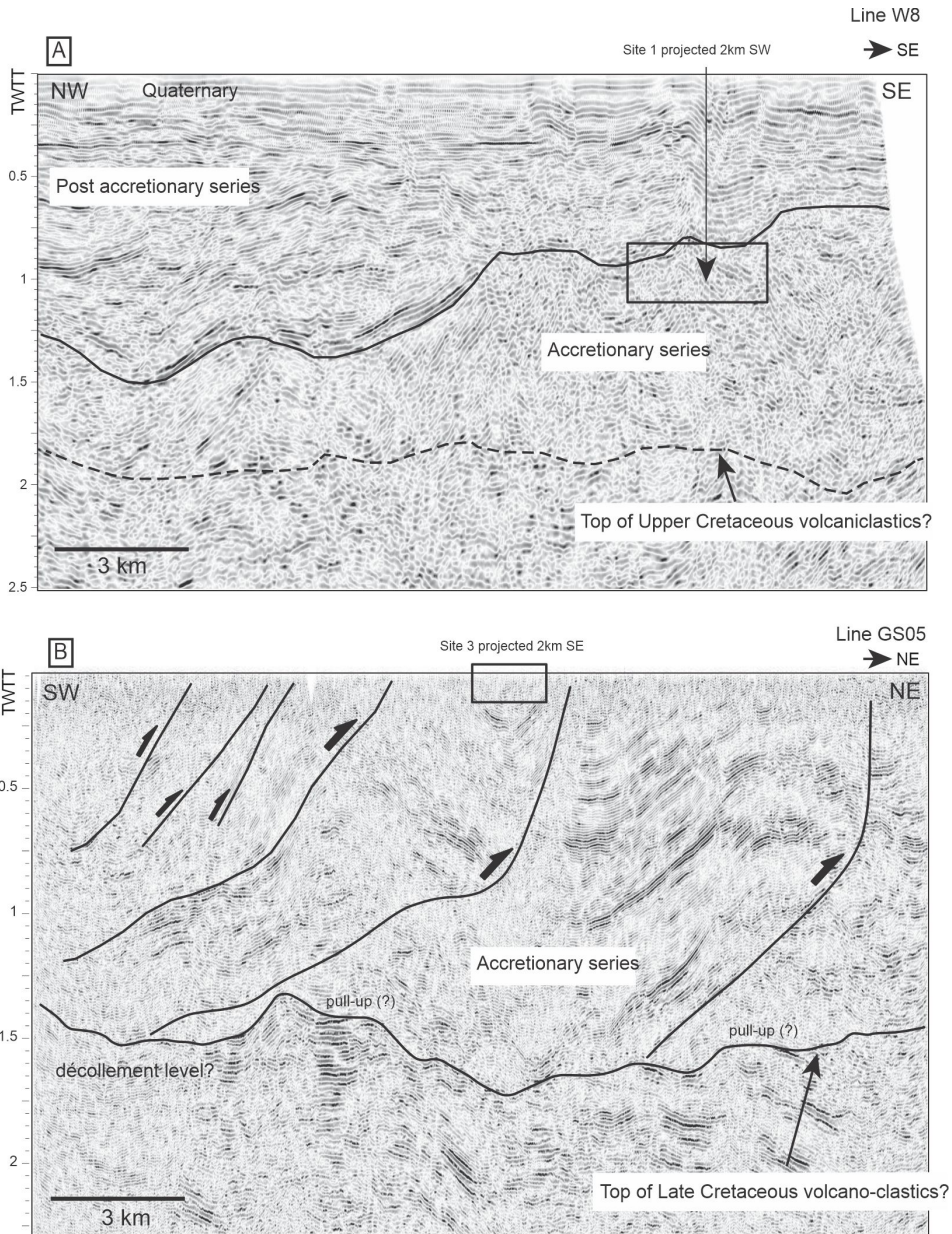 Line W8
A
Site 1 projected 2km SW
SE
TWTT
NW
Quaternary
SE
Post accretionary series
0.5
1
Accretionary series
1.5
2
Top of Upper Cretaceous volcaniclastics?
3 km
2.5
Line GS05
B
Site 3 projected 2km SE
NE
TWTT
SW
NE
0.5
1
Accretionary series
pull-up (?)
1.5
pull-up (?)
décollement level?
2
Top of Late Cretaceous volcano-clastics?
3 km